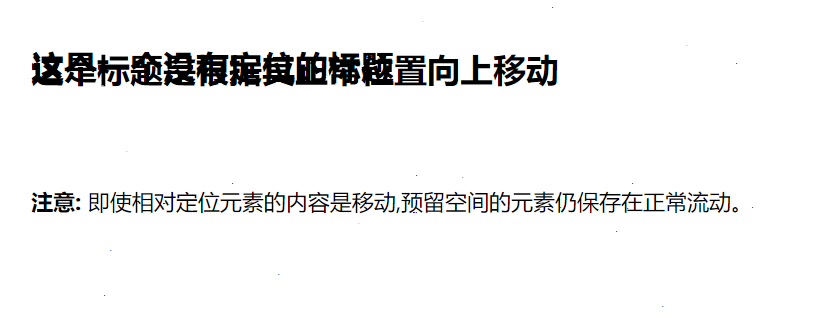 这是一个没有定位的标题
这个标题是根据其正常位置向上移动
注意: 即使相对定位元素的内容是移动,预留空间的元素仍保存在正常流动。